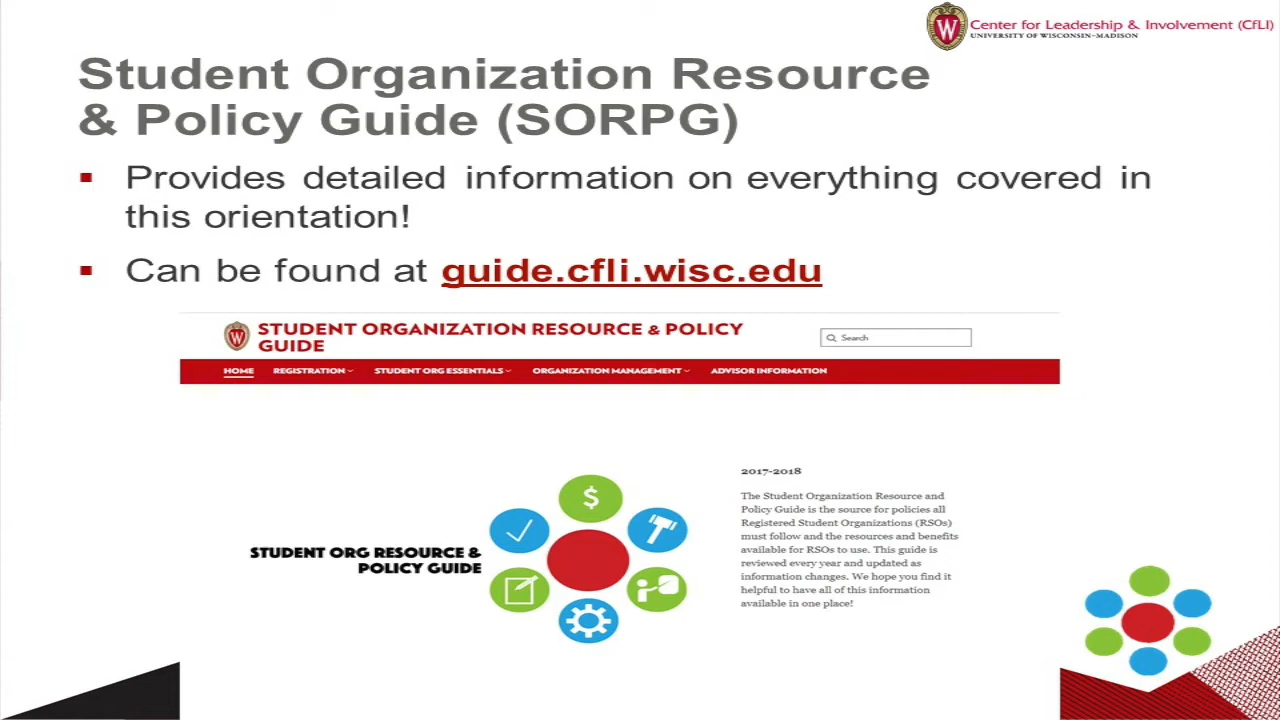 Center for Leadership & Involvement (CfLI)
UNIVERSITY OF WISCONSIN–MADISON
Student Organization Resource
& Policy Guide (SORPG)
Provides detailed information on everything covered in
this orientation!
Can be found at guide.cfli.wisc.edu
STUDENT ORGANIZATION RESOURCE & POLICY
GUIDE
Search
HOME REGISTRATION STUDENT ORG ESSENTIALS ORGANIZATION MANAGEMENT ADVISOR INFORMATION
2017-2018
The Student Organization Resource and
Policy Guide is the source for policies all
Registered Student Organizations (RSOs)
must follow and the resources and benefits
available for RSOs to use. This guide is
reviewed every year and updated as
information changes. We hope you find it
helpful to have all of this information
available in one place!
STUDENT ORG RESOURCE &
POLICY GUIDE
$
W
W